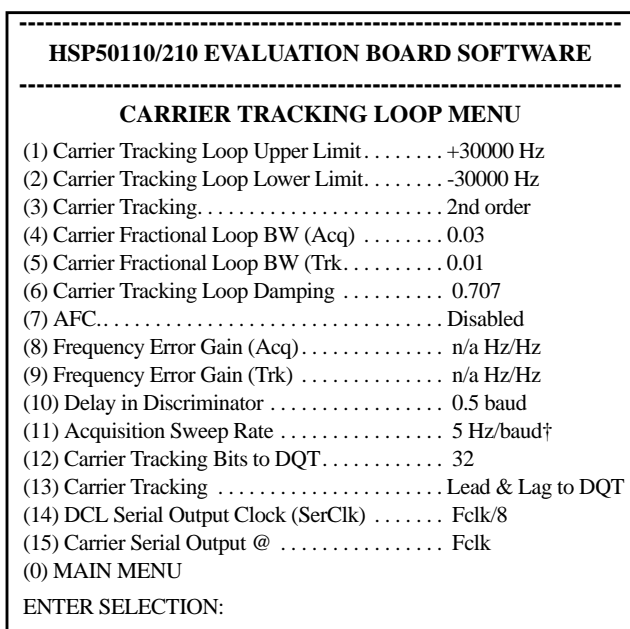 HSP50110/210 EVALUATION BOARD SOFTWARE
CARRIER TRACKING LOOP MENU
(1) Carrier Tracking Loop Upper Limit. . . . . . . . +30000 Hz
(2) Carrier Tracking Loop Lower Limit. . . . . . . . -30000 Hz
(3) Carrier Tracking. . . . . . . . . . . . . . . . . . . . . . . 2nd order
(4) Carrier Fractional Loop BW (Acq) . . . . . . . . 0.03
(5) Carrier Fractional Loop BW (Trk. . . . . . . . . . 0.01
(6) Carrier Tracking Loop Damping . . . . . . . . . . 0.707
(7) AFC. . . . . . . . . . . . . . . . . . . . . . . . . . . . . . . . Disabled
(8) Frequency Error Gain (Acq). . . . . . . . . . . . . . n/a Hz/Hz
(9) Frequency Error Gain (Trk) . . . . . . . . . . . . . . n/a Hz/Hz
(10) Delay in Discriminator . . . . . . . . . . . . . . . . . 0.5 baud
(11) Acquisition Sweep Rate . . . . . . . . . . . . . . . . 5 Hz/baud†
(12) Carrier Tracking Bits to DQT. . . . . . . . . . . . 32
(13) Carrier Tracking . . . . . . . . . . . . . . . . . . . . . . Lead & Lag to DQT
(14) DCL Serial Output Clock (SerClk) . . . . . . . Fclk/8
(15) Carrier Serial Output @ . . . . . . . . . . . . . . . . Fclk
(0) MAIN MENU
ENTER SELECTION: